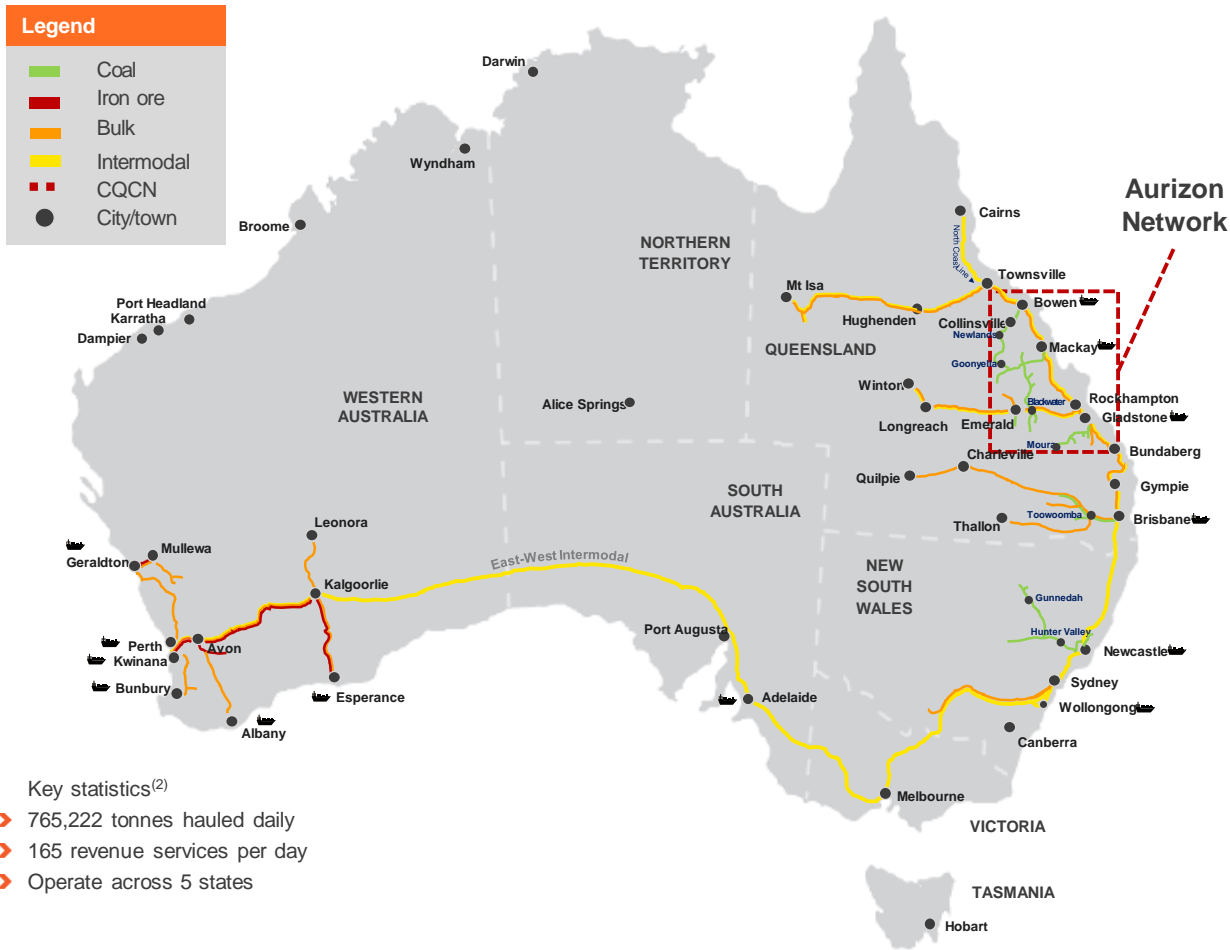 Legend
Coal
Iron ore
Bulk
Intermodal
CQCN
City/town
Darwin
Wyndham
Broome
Port Headland
Karratha
Dampier
NORTHERN
TERRITORY
WESTERN
AUSTRALIA
Alice Springs
SOUTH
AUSTRALIA
QUEENSLAND
NEW
SOUTH
WALES
VICTORIA
TASMANIA
Aurizon
Network
Cairns
North Coast Line
Townsville
Mt Isa
Hughenden
Bowen
Collinsville
Newlands
Mackay
Goonyella
Winton
Longreach
Emerald
Blackwater
Rockhampton
Gladstone
Moura
Bundaberg
Charleville
Quilpie
Gympie
Toowoomba
Brisbane
Thallon
Gunnedah
Hunter Valley
Newcastle
Sydney
Wollongong
Canberra
Melbourne
Hobart
Adelaide
Port Augusta
East-West Intermodal
Leonora
Kalgoorlie
Mullewa
Geraldton
Perth
Kwinana
Avon
Bunbury
Albany
Esperance
Key statistics(2)
765,222 tonnes hauled daily
165 revenue services per day
Operate across 5 states